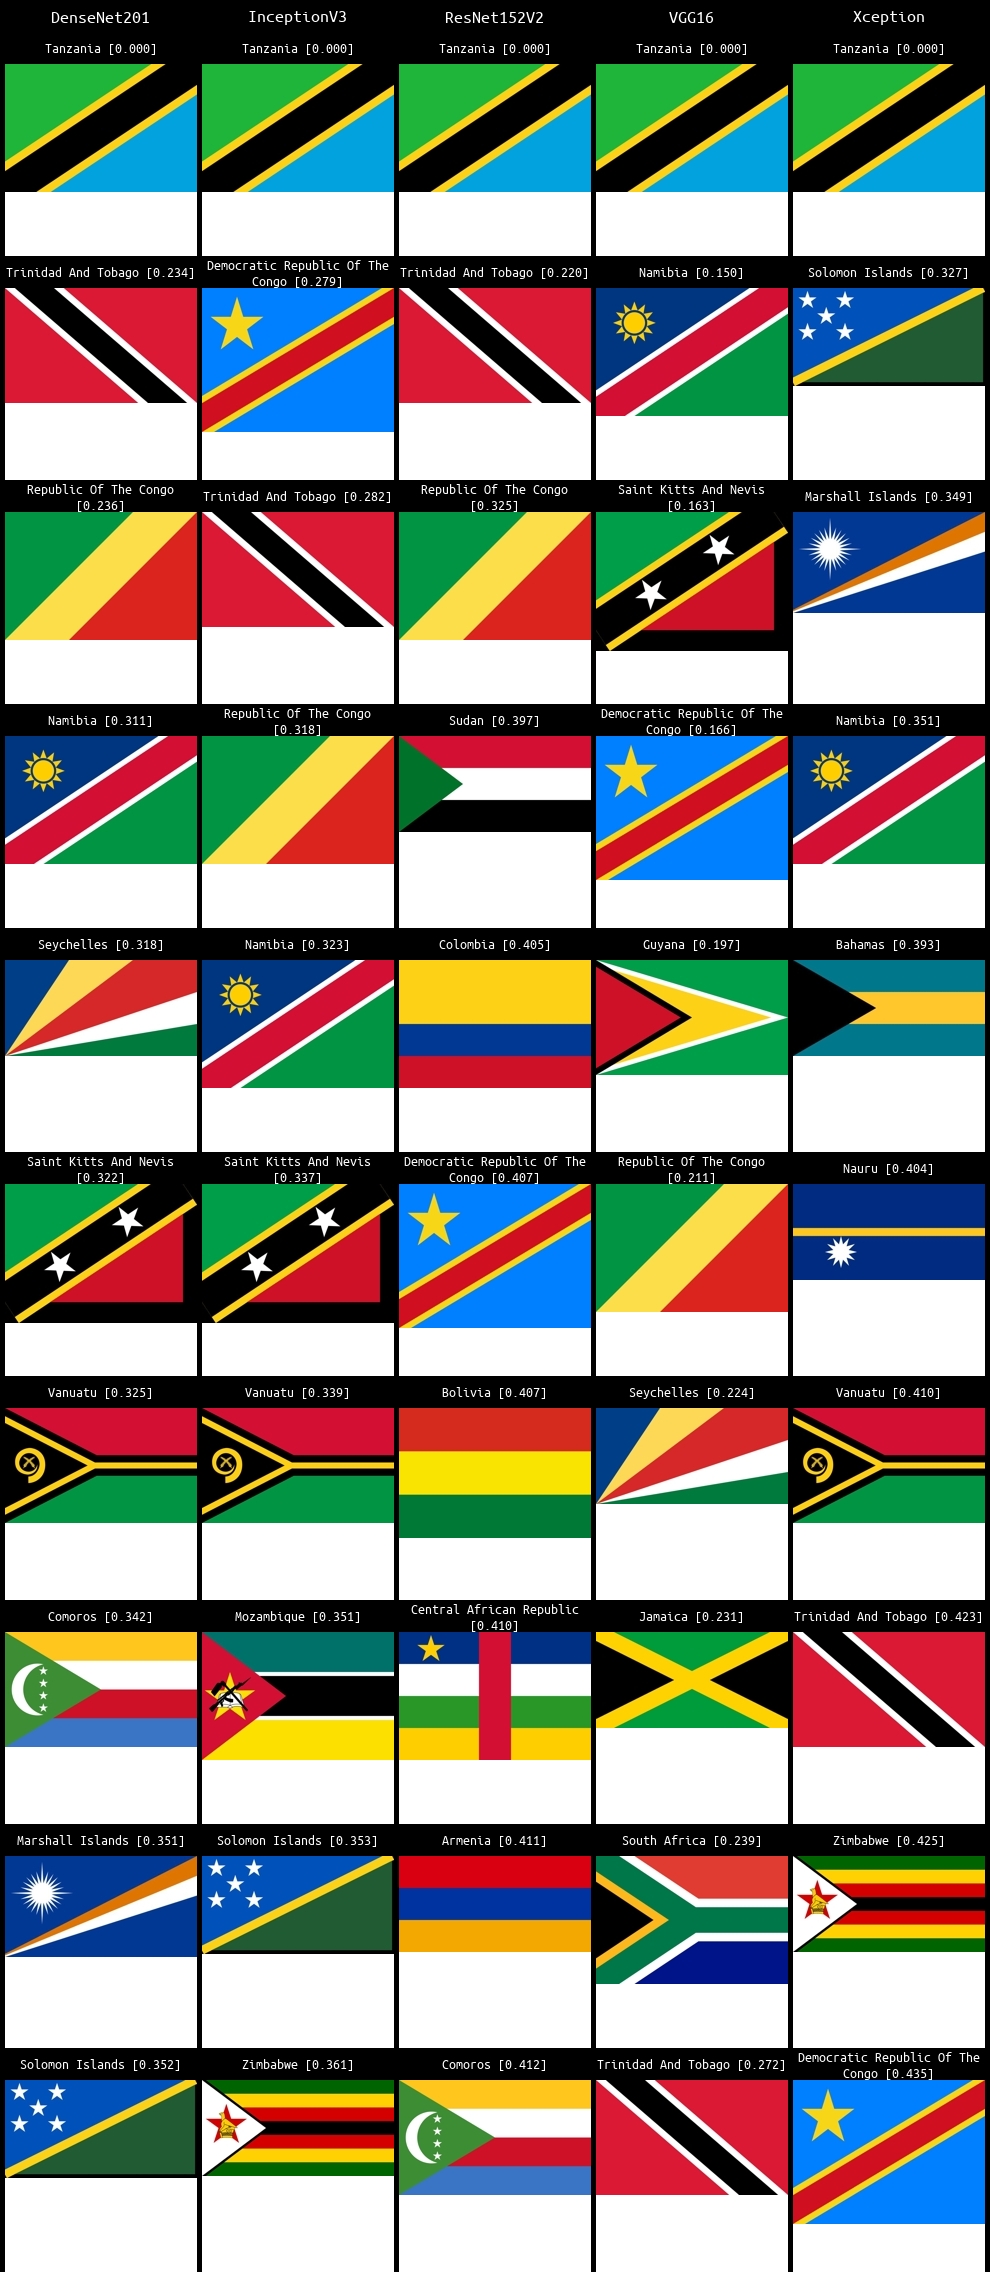 DenseNet201 InceptionV3 ResNet152V2 VGG16 Xception
Tanzania [0.000] Tanzania [0.000] Tanzania [0.000] Tanzania [0.000] Tanzania [0.000]
Trinidad And Tobago [0.234] Democratic Republic Of The Congo [0.279] Trinidad And Tobago [0.220] Namibia [0.150] Solomon Islands [0.327]
Republic Of The Congo [0.236] Trinidad And Tobago [0.282] Republic Of The Congo [0.325] Saint Kitts And Nevis [0.163] Marshall Islands [0.349]
Namibia [0.311] Republic Of The Congo [0.318] Sudan [0.397] Democratic Republic Of The Congo [0.166] Namibia [0.351]
Seychelles [0.318] Namibia [0.323] Colombia [0.405] Guyana [0.197] Bahamas [0.393]
Saint Kitts And Nevis [0.322] Saint Kitts And Nevis [0.337] Democratic Republic Of The Congo [0.407] Republic Of The Congo [0.211] Nauru [0.404]
Vanuatu [0.325] Vanuatu [0.339] Bolivia [0.407] Seychelles [0.224] Vanuatu [0.410]
Comoros [0.342] Mozambique [0.351] Central African Republic [0.410] Jamaica [0.231] Trinidad And Tobago [0.423]
Marshall Islands [0.351] Solomon Islands [0.353] Armenia [0.411] South Africa [0.239] Zimbabwe [0.425]
Solomon Islands [0.352] Zimbabwe [0.361] Comoros [0.412] Trinidad And Tobago [0.272] Democratic Republic Of The Congo [0.435]